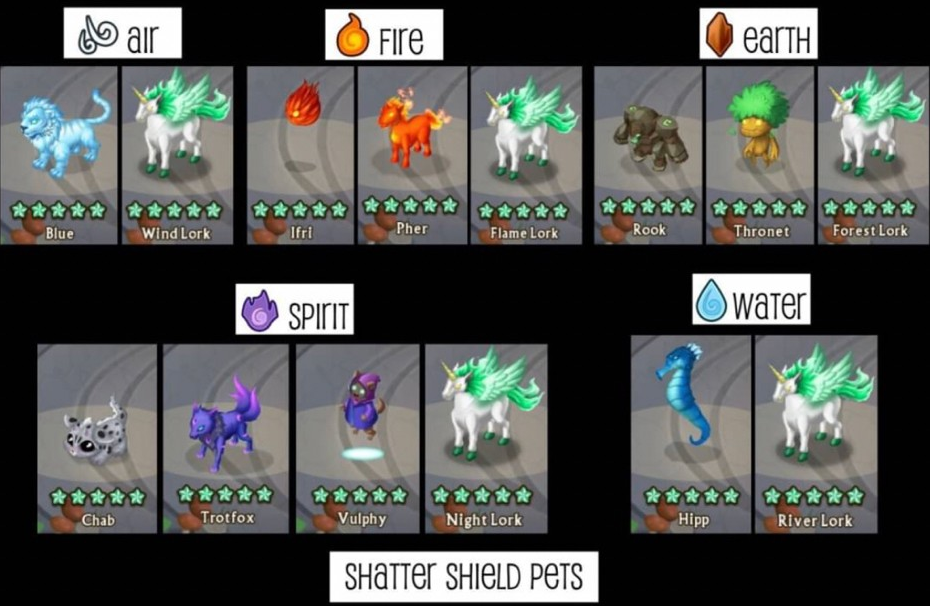 air
fire
earth
Blue
Wind Lork
Ifri
Pher
Flame Lork
Rook
Thronet
Forest Lork
spirit
water
Chab
Trotfox
Vulphy
Night Lork
Hipp
River Lork
shatter shield pets